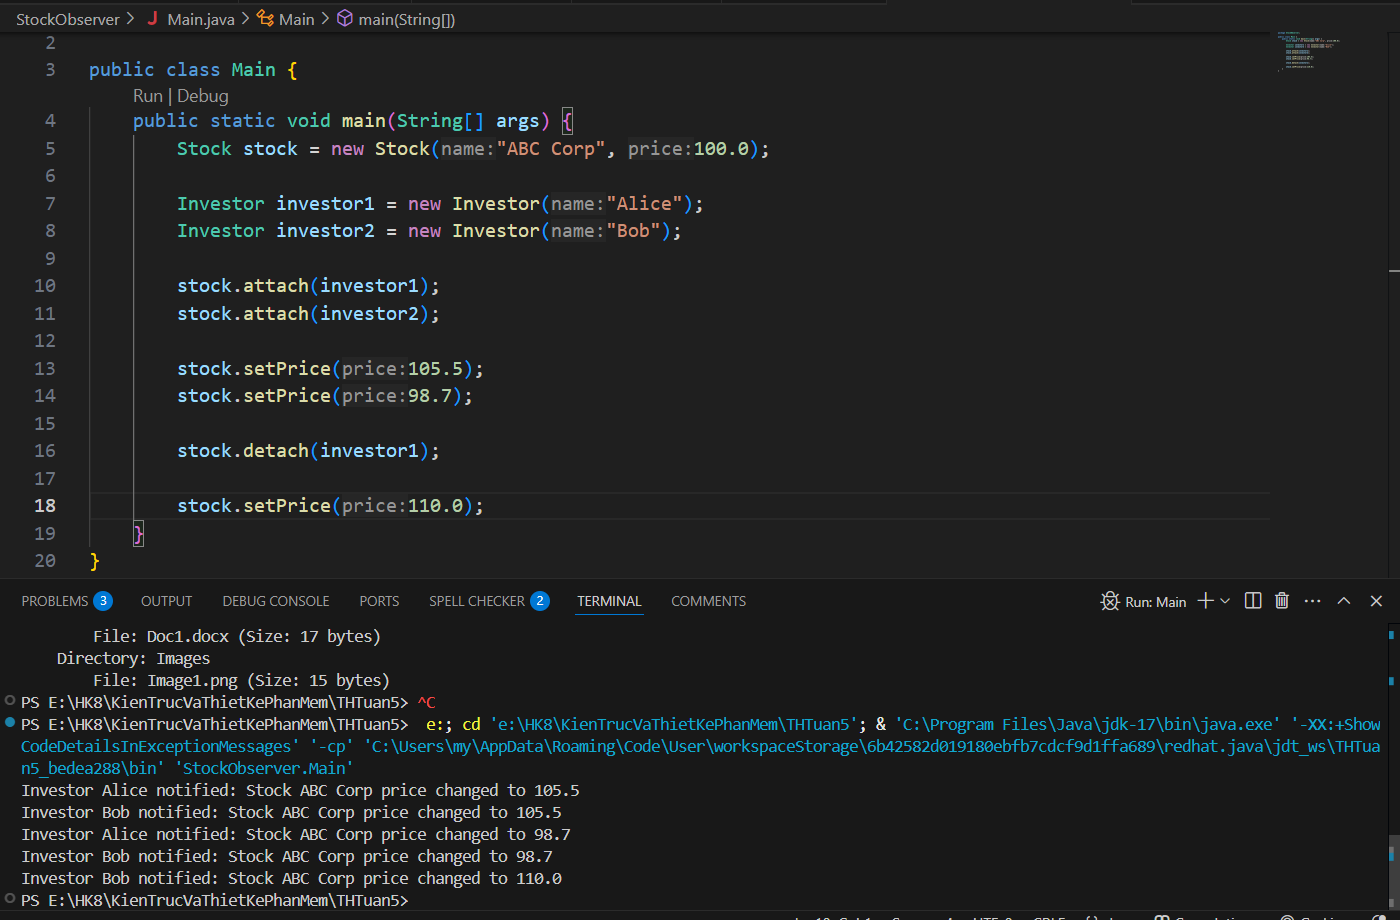 StockObserver > Main.java > Main > main(String[])
2
3 public class Main {
Run | Debug
4 public static void main(String[] args) {
5 Stock stock = new Stock(name:"ABC Corp", price:100.0);
6
7 Investor investor1 = new Investor(name:"Alice");
8 Investor investor2 = new Investor(name:"Bob");
9
10 stock.attach(investor1);
11 stock.attach(investor2);
12
13 stock.setPrice(price:105.5);
14 stock.setPrice(price:98.7);
15
16 stock.detach(investor1);
17
18 stock.setPrice(price:110.0);
19 }
20 }
PROBLEMS 3 OUTPUT DEBUG CONSOLE PORTS SPELL CHECKER 2 TERMINAL COMMENTS Run: Main
File: Doc1.docx (Size: 17 bytes)
Directory: Images
File: Image1.png (Size: 15 bytes)
PS E:\HK8\KienTrucVaThietKePhanMem\THTuan5> ^C
PS E:\HK8\KienTrucVaThietKePhanMem\THTuan5> e:; cd 'e:\HK8\KienTrucVaThietKePhanMem\THTuan5'; & 'C:\Program Files\Java\jdk-17\bin\java.exe' '-XX:+Show
CodeDetailsInExceptionMessages' '-cp' 'C:\Users\my\AppData\Roaming\Code\User\workspaceStorage\6b42582d019180ebfb7cdcf9d1ffa689\redhat.java\jdt_ws\THTua
n5_bedea288\bin' 'StockObserver.Main'
Investor Alice notified: Stock ABC Corp price changed to 105.5
Investor Bob notified: Stock ABC Corp price changed to 105.5
Investor Alice notified: Stock ABC Corp price changed to 98.7
Investor Bob notified: Stock ABC Corp price changed to 98.7
Investor Bob notified: Stock ABC Corp price changed to 110.0
PS E:\HK8\KienTrucVaThietKePhanMem\THTuan5>